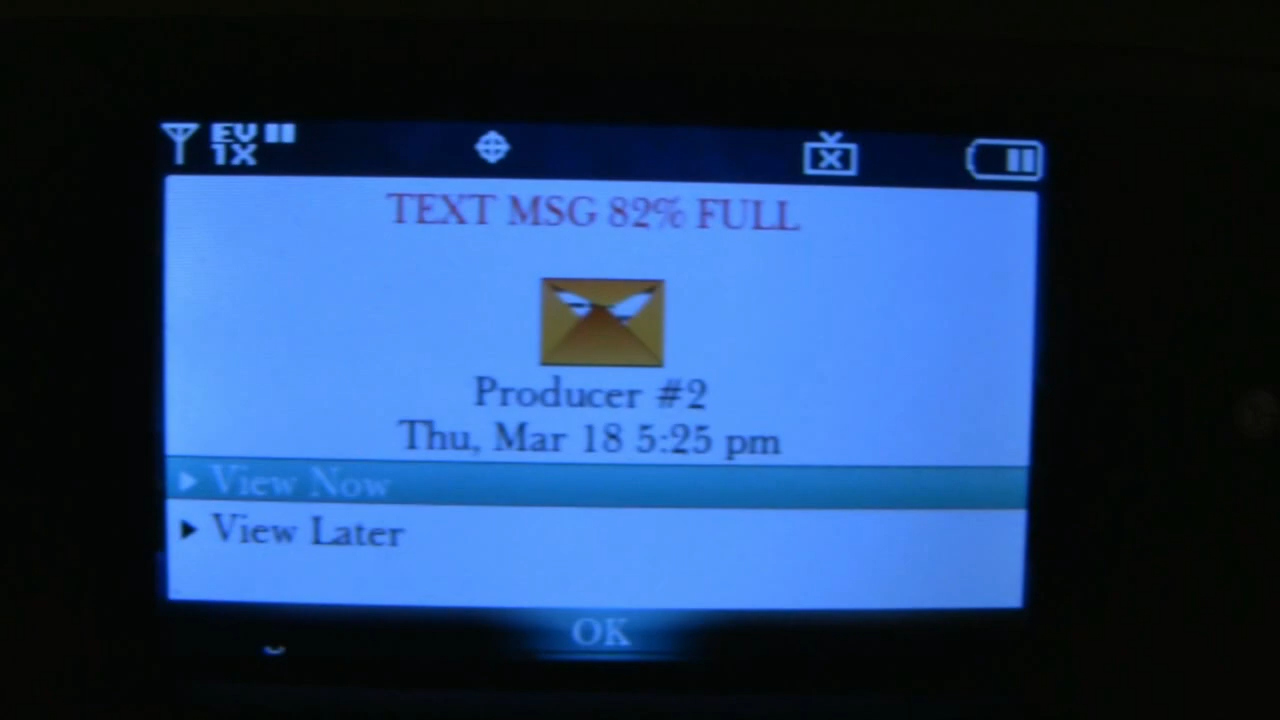 EV
1X
TEXT MSG 82% FULL
Producer #2
Thu, Mar 18 5:25 pm
View Now
View Later
OK